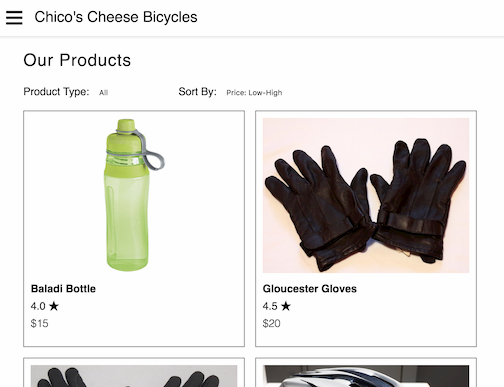 Chico's Cheese Bicycles
Our Products
Product Type: All Sort By: Price: Low-High
Baladi Bottle
4.0 ★
$15
Gloucester Gloves
4.5 ★
$20